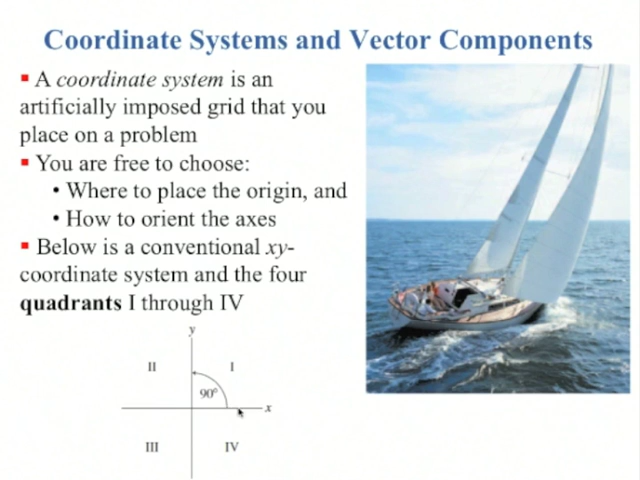 Coordinate Systems and Vector Components
▪ A coordinate system is an
artificially imposed grid that you
place on a problem
▪ You are free to choose:
• Where to place the origin, and
• How to orient the axes
▪ Below is a conventional xy-
coordinate system and the four
quadrants I through IV
y
II I
90°
x
III IV